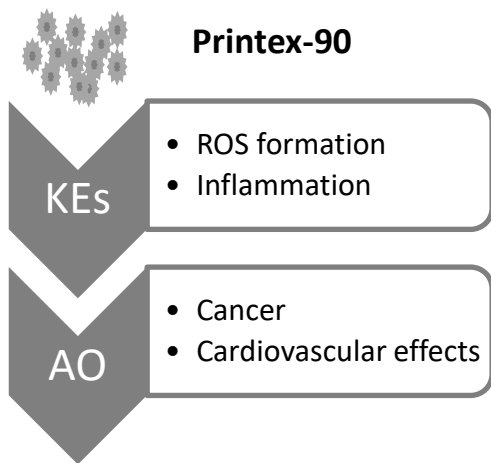 Printex-90
KEs
• ROS formation
• Inflammation
AO
• Cancer
• Cardiovascular effects